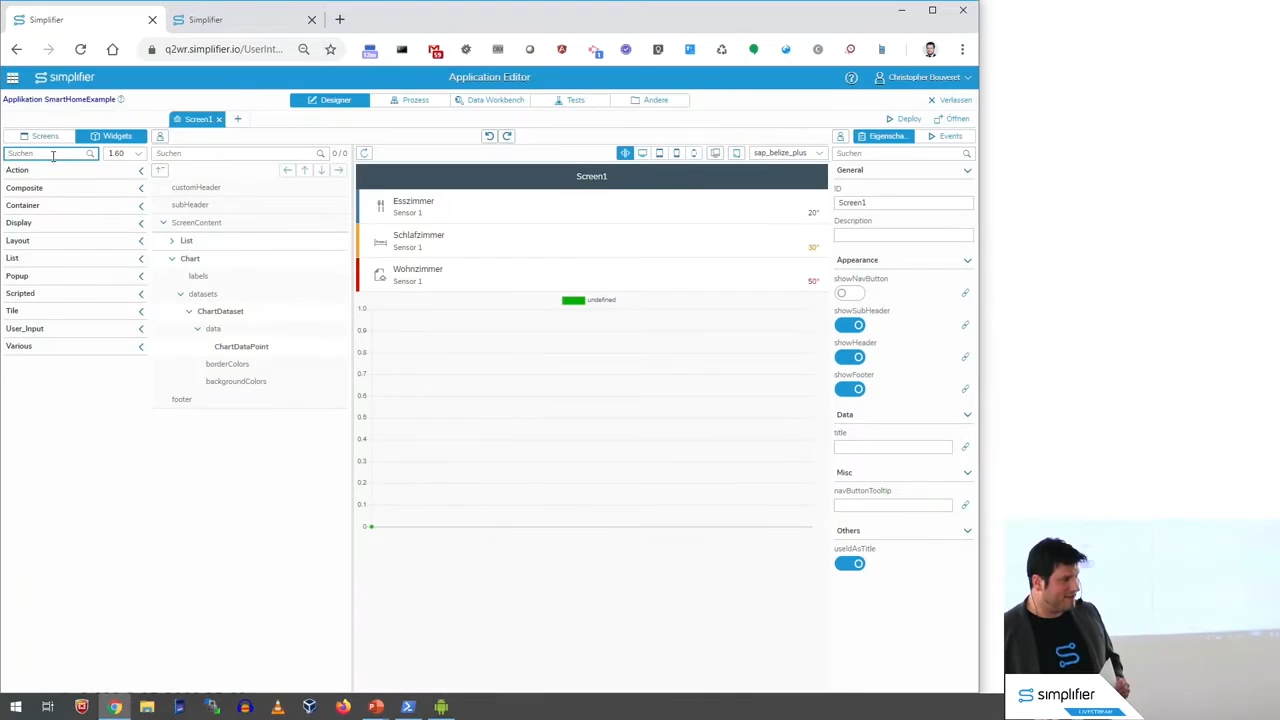 Simplifier
Simplifier
q2wr.simplifier.io/UserInt...
59
1
simplifier
Application Editor
Christopher Bouveret
Applikation SmartHomeExample
Designer
Prozess
Data Workbench
Tests
Andere
Verlassen
Screen1
Deploy
Öffnen
Screens
Widgets
Eigenscha...
Events
Suchen
1.60
Suchen
0 / 0
sap_belize_plus
Suchen
Action
Composite
Container
Display
Layout
List
Popup
Scripted
Tile
User_Input
Various
customHeader
subHeader
ScreenContent
List
Chart
labels
datasets
ChartDataset
data
ChartDataPoint
borderColors
backgroundColors
footer
Screen1
Esszimmer
Sensor 1
20°
Schlafzimmer
Sensor 1
30°
Wohnzimmer
Sensor 1
50°
undefined
1.0
0.9
0.8
0.7
0.6
0.5
0.4
0.3
0.2
0.1
0
General
ID
Screen1
Description
Appearance
showNavButton
showSubHeader
showHeader
showFooter
Data
title
Misc
navButtonTooltip
Others
useIdAsTitle
simplifier
LIVESTREAM